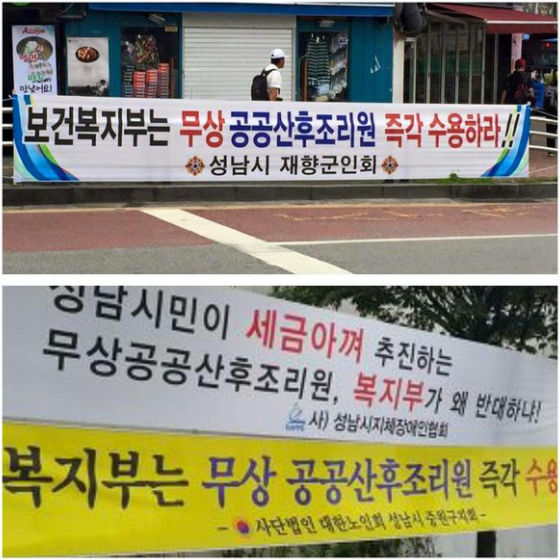 보건복지부는 무상 공공산후조리원 즉각 수용하라!!
성남시 재향군인회
성남시민이 세금아껴 추진하는
무상공공산후조리원, 복지부가 왜 반대하나!
사) 성남시지체장애인협회
복지부는 무상 공공산후조리원 즉각 수용
- 사단법인 대한노인회 성남시 중원구지회 -